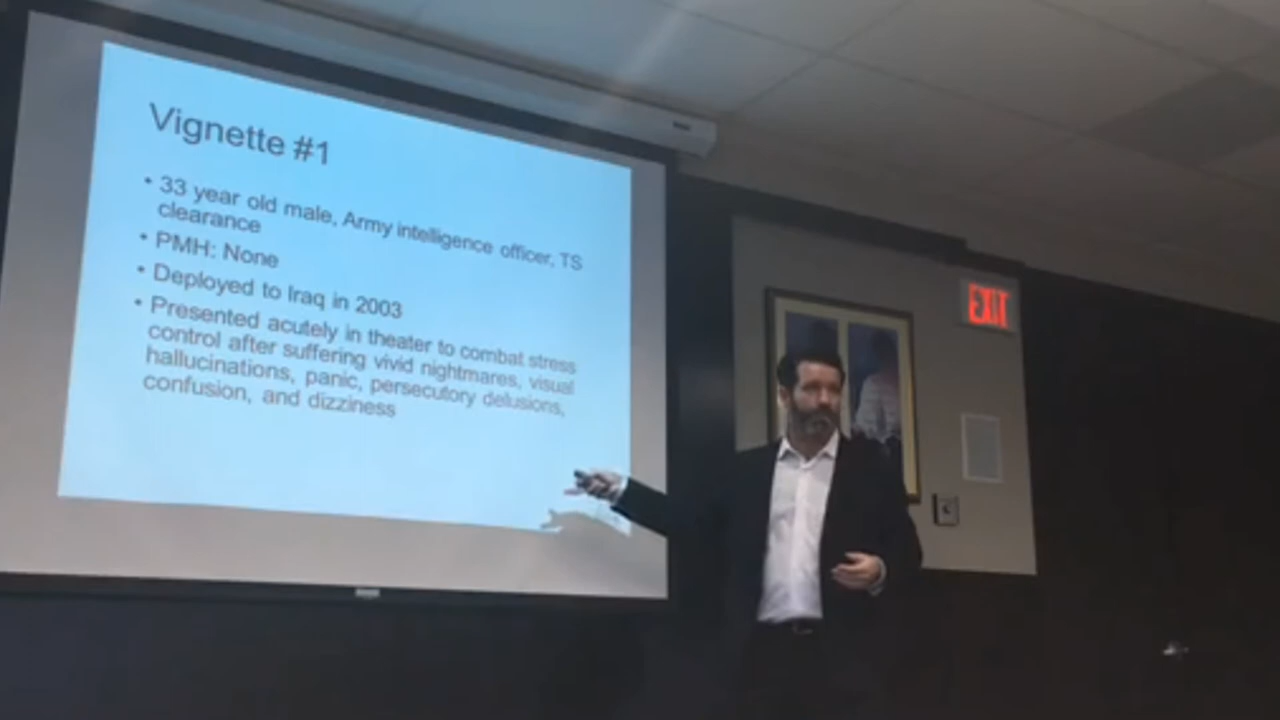 Vignette #1
• 33 year old male, Army intelligence officer, TS
clearance
• PMH: None
• Deployed to Iraq in 2003
• Presented acutely in theater to combat stress
control after suffering vivid nightmares, visual
hallucinations, panic, persecutory delusions,
confusion, and dizziness
EXIT